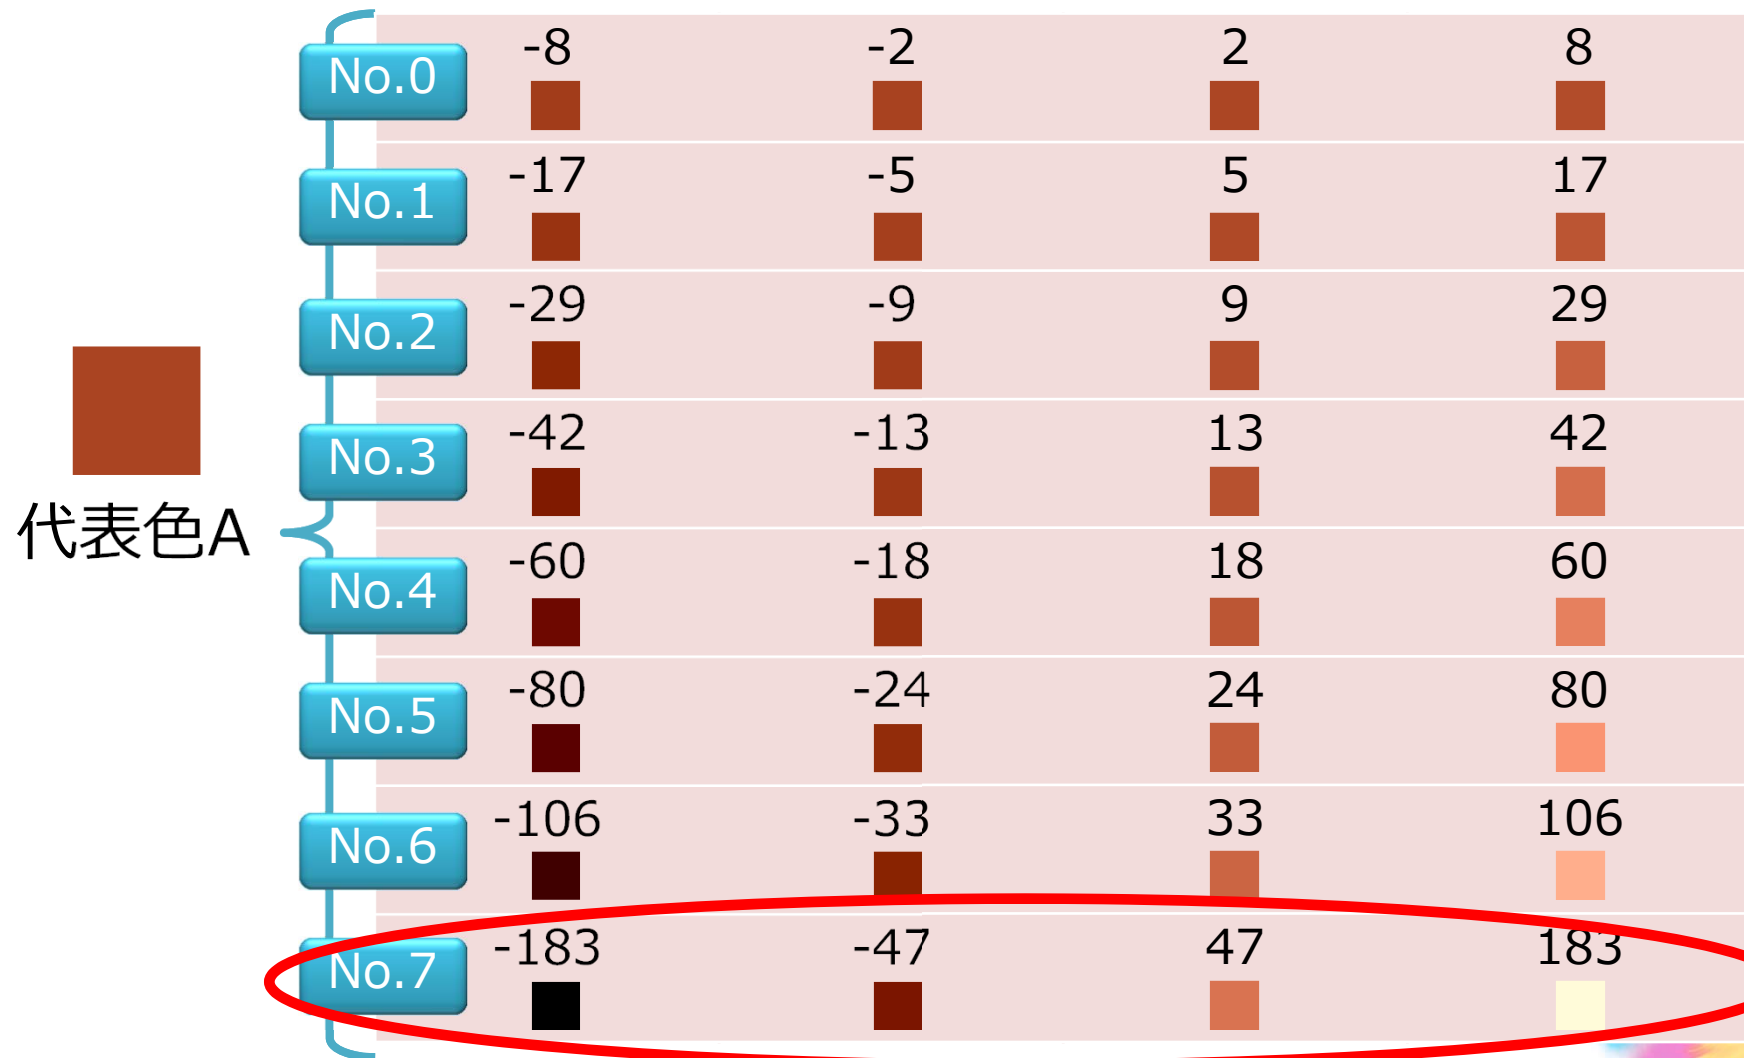 No.0 -8 -2 2 8
No.1 -17 -5 5 17
No.2 -29 -9 9 29
No.3 -42 -13 13 42
代表色A
No.4 -60 -18 18 60
No.5 -80 -24 24 80
No.6 -106 -33 33 106
No.7 -183 -47 47 183